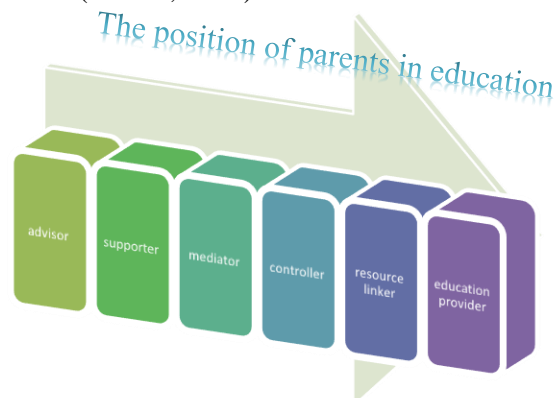 The position of parents in education
advisor
supporter
mediator
controller
resource
linker
education
provider